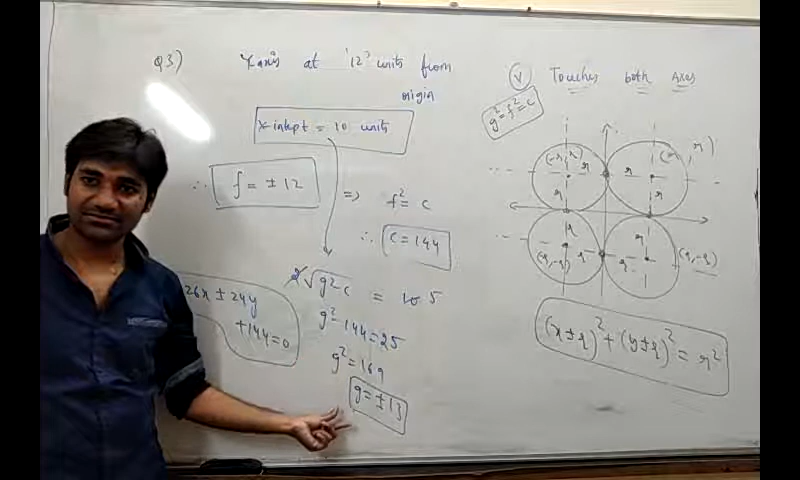 Q3) Y axis at '12' units from
origin
X-intept = 10 units
∴ f = ±12
⇒ f² = c
∴ c = 144
2√g²-c = 10 5
g²-144=25
g² = 169
g = ±13
26x ± 24y
+144=0
(v) Touches both Axes
g²=f²=c
(-r, r)
r
r
r
r
r
r
r
r
(r, -r)
(x±r)² + (y±r)² = r²